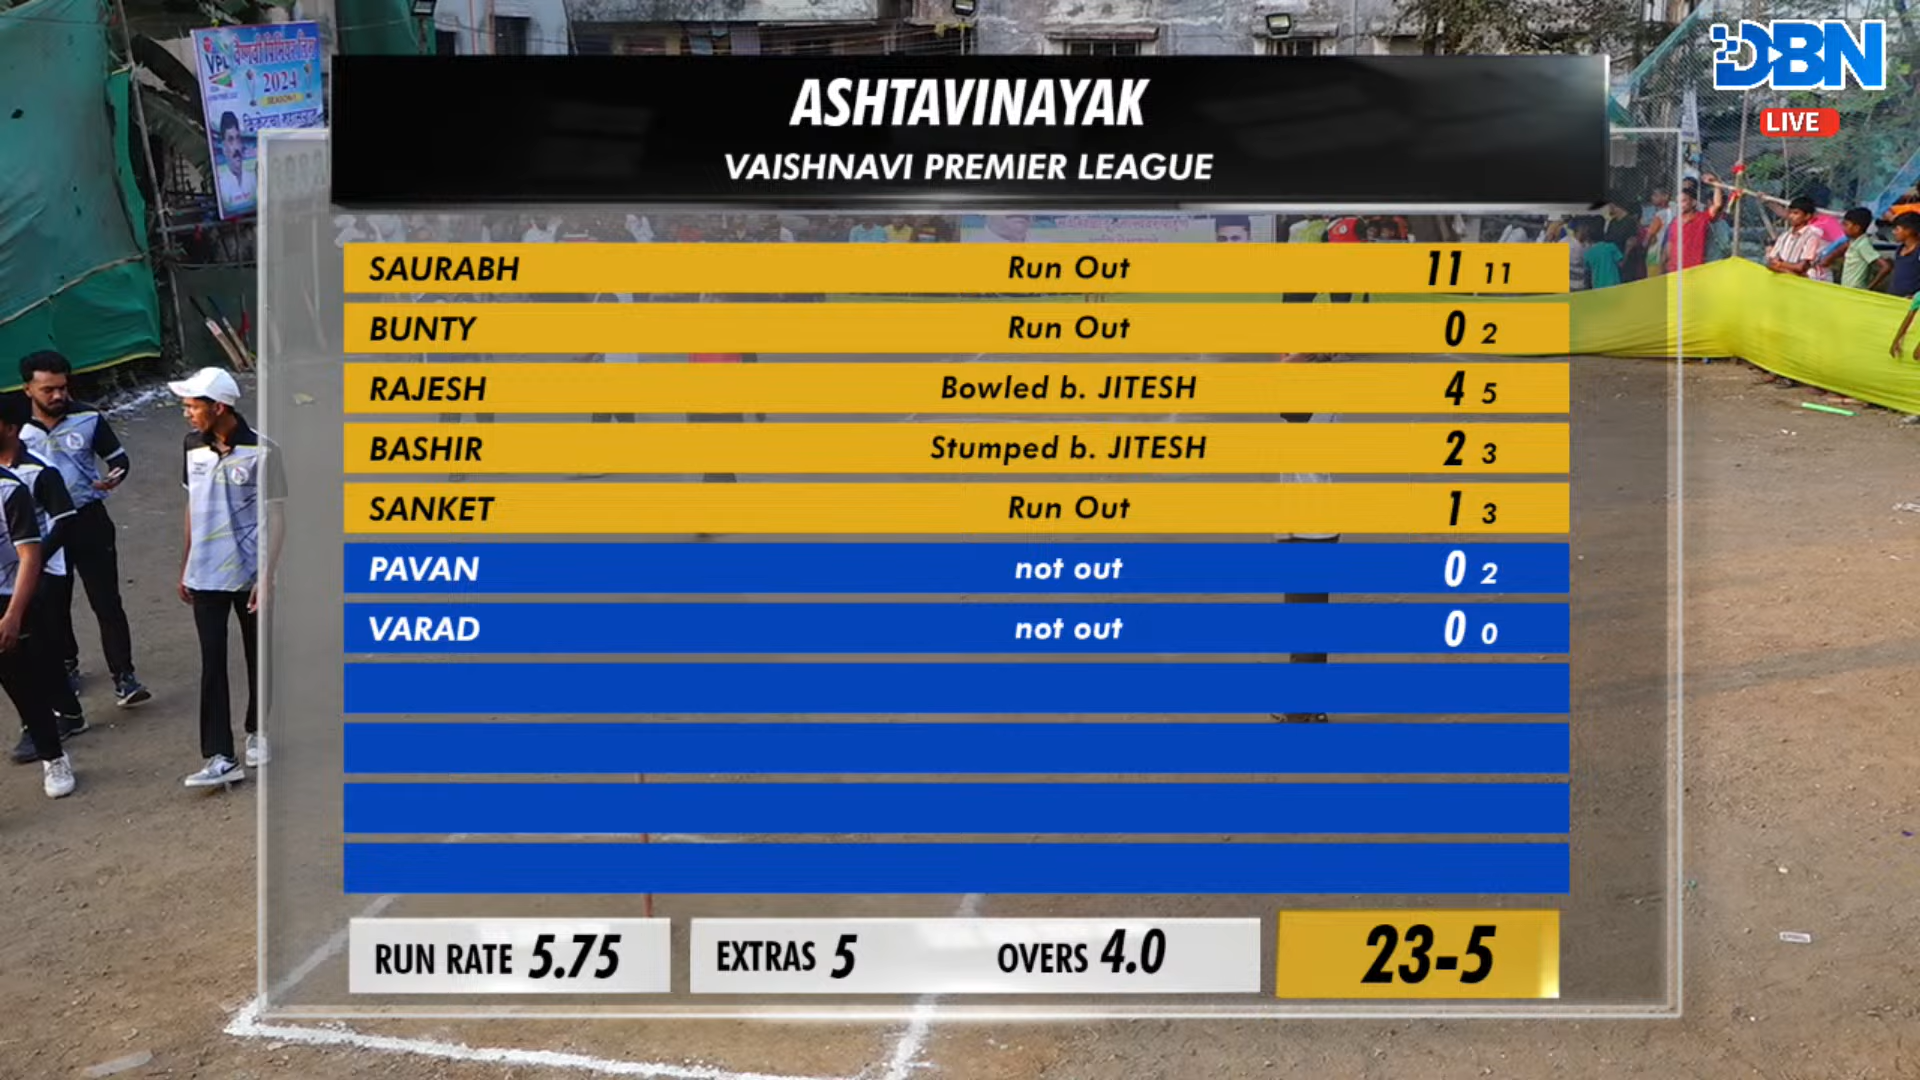 वैष्णवी प्रिमियर लिग
VPL
2024
DBN
LIVE
ASHTAVINAYAK
VAISHNAVI PREMIER LEAGUE
SAURABH Run Out 11 11
BUNTY Run Out 0 2
RAJESH Bowled b. JITESH 4 5
BASHIR Stumped b. JITESH 2 3
SANKET Run Out 1 3
PAVAN not out 0 2
VARAD not out 0 0
RUN RATE 5.75 EXTRAS 5 OVERS 4.0 23-5